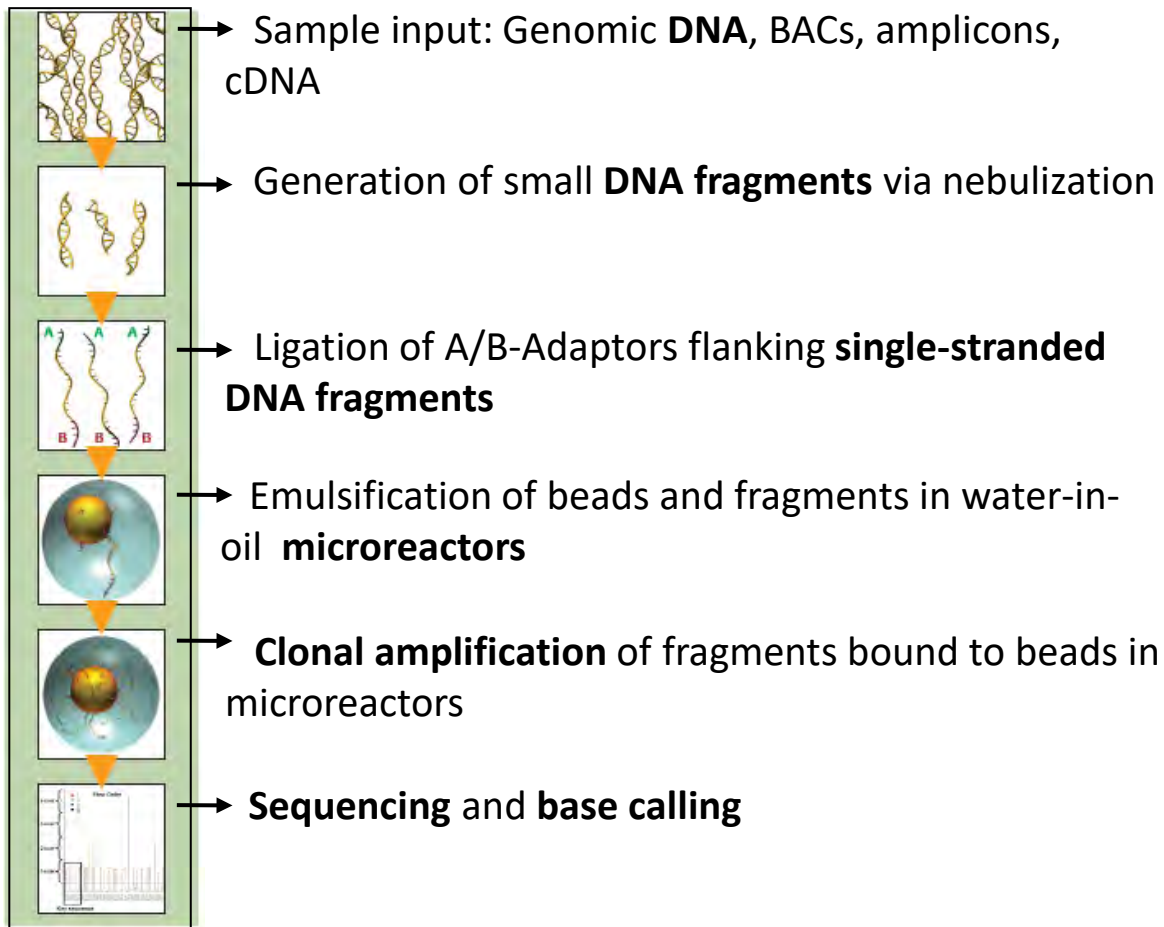 Sample input: Genomic DNA, BACs, amplicons,
cDNA
Generation of small DNA fragments via nebulization
A A A
Ligation of A/B-Adaptors flanking single-stranded
DNA fragments
B B B
Emulsification of beads and fragments in water-in-
oil microreactors
Clonal amplification of fragments bound to beads in
microreactors
Sequencing and base calling